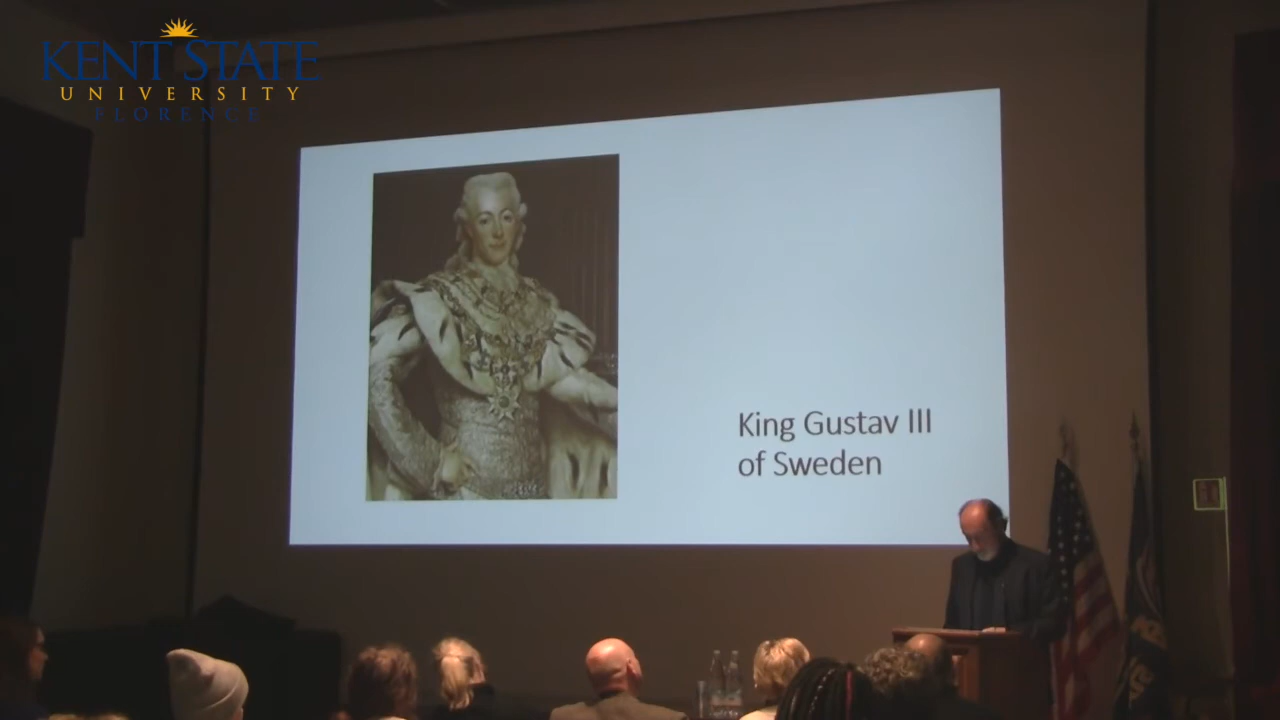 KENT STATE
UNIVERSITY
FLORENCE
King Gustav III
of Sweden